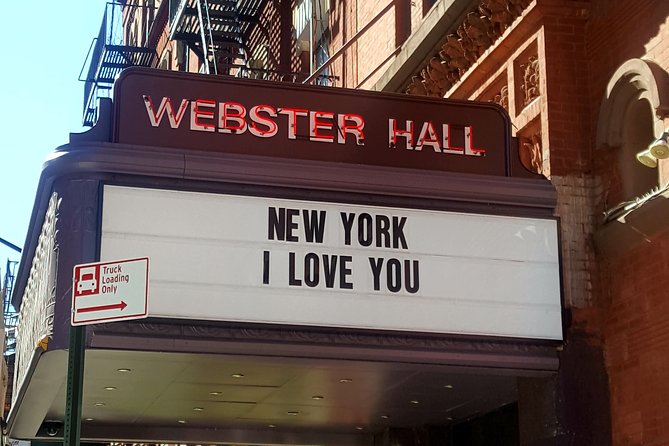 WEBSTER HALL
NEW YORK
I LOVE YOU
Truck
Loading
Only